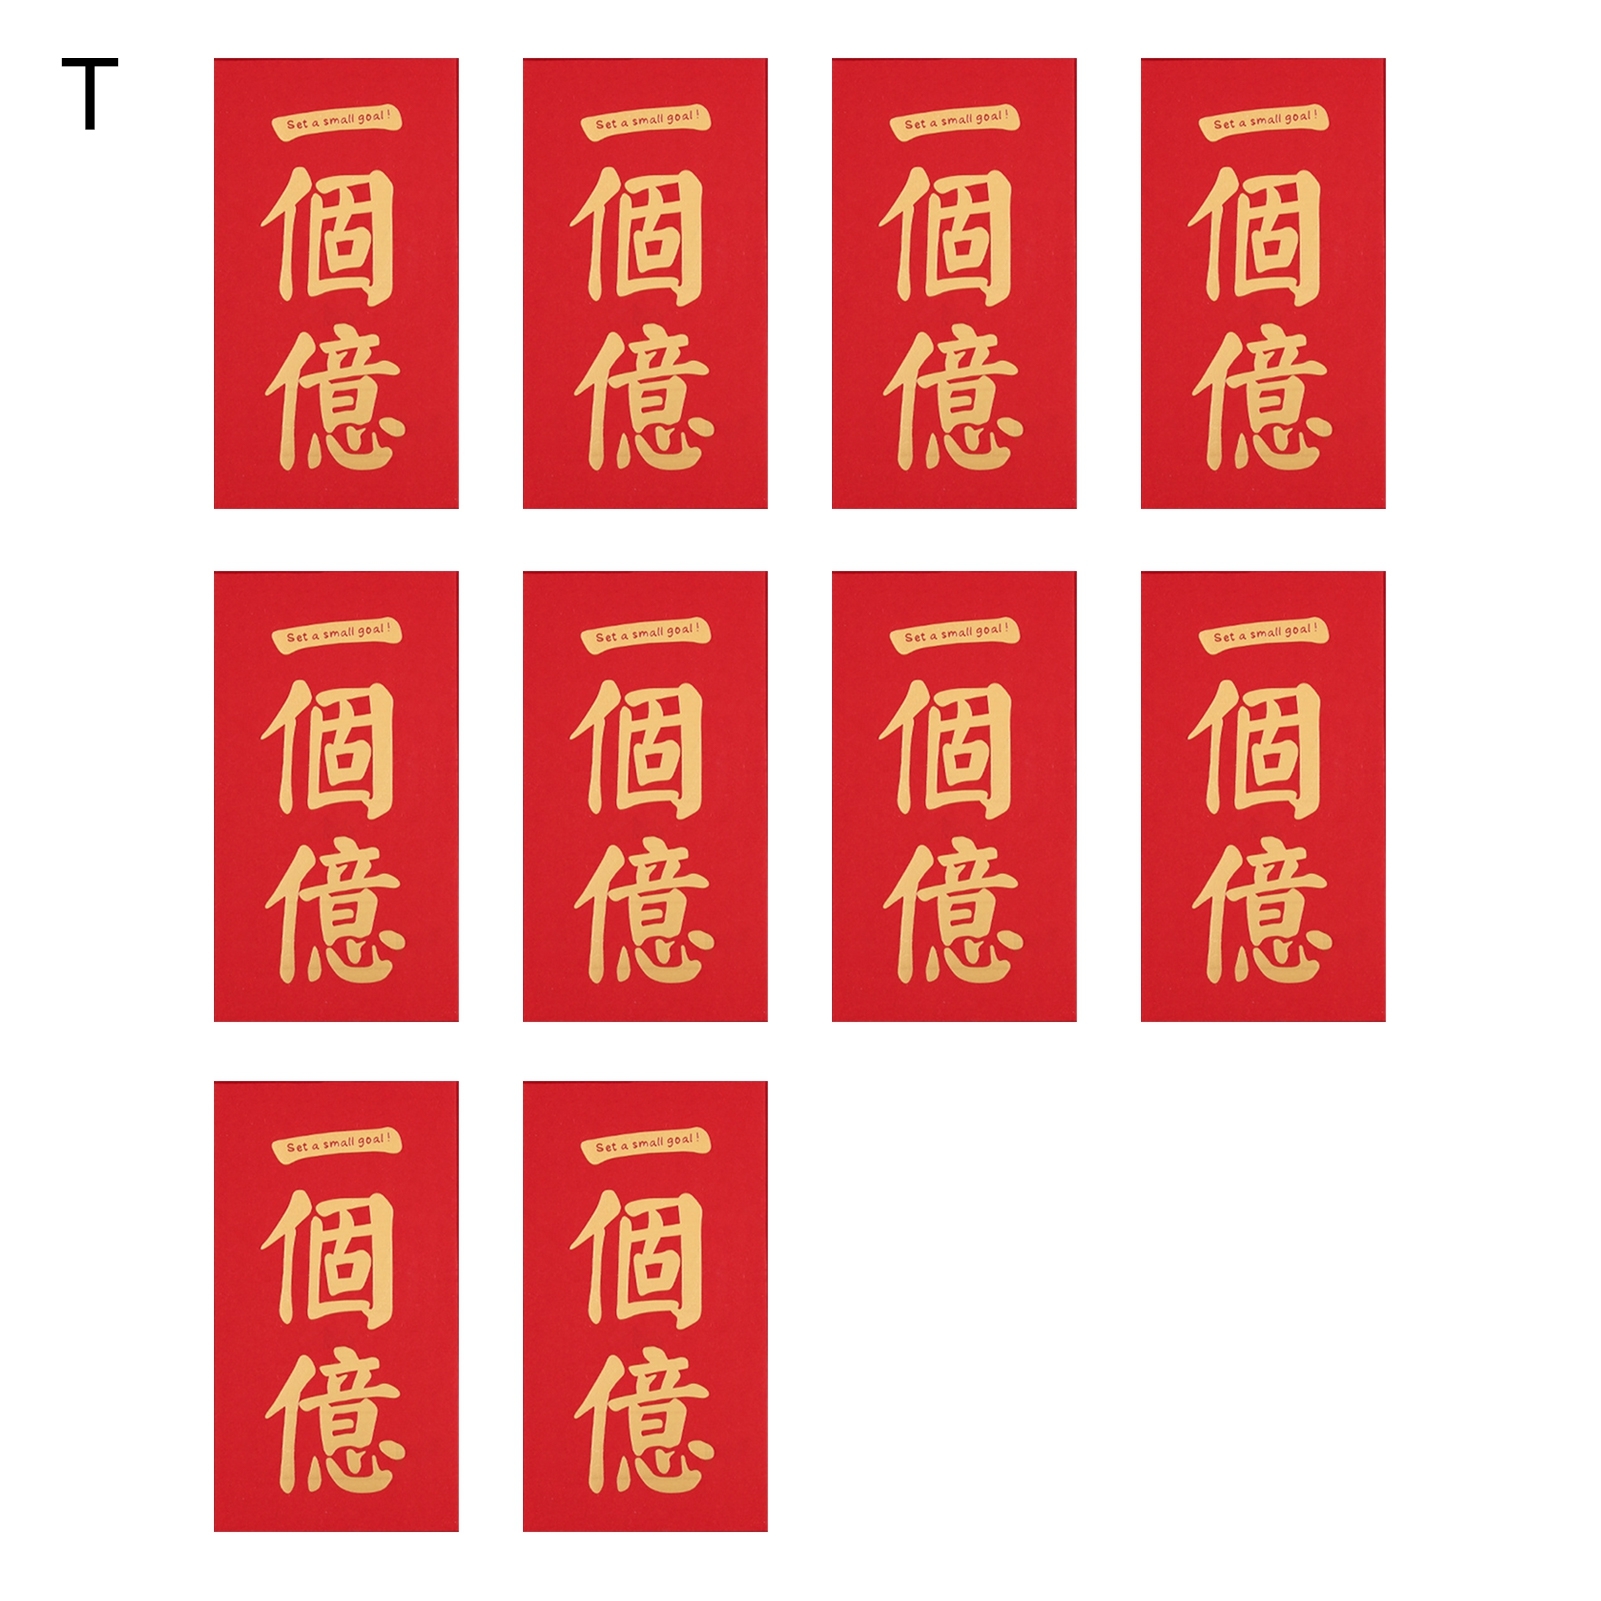 T
一
Set a small goal!
個
億
一
Set a small goal!
個
億
一
Set a small goal!
個
億
一
Set a small goal!
個
億
一
Set a small goal!
個
億
一
Set a small goal!
個
億
一
Set a small goal!
個
億
一
Set a small goal!
個
億
一
Set a small goal!
個
億
一
Set a small goal!
個
億